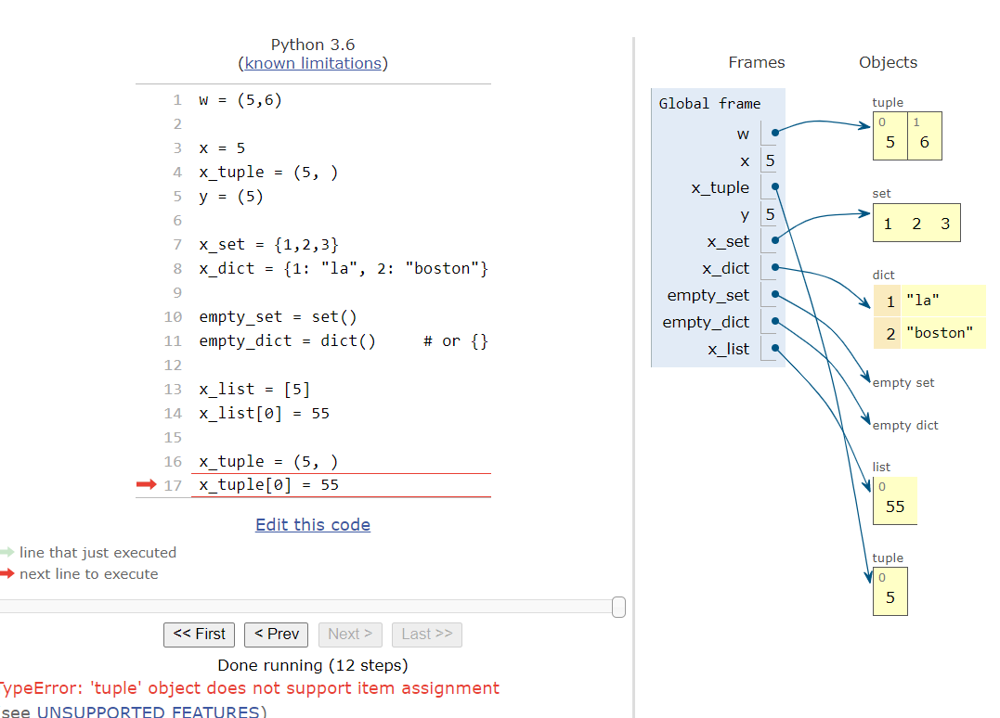 Python 3.6
(known limitations)
1 w = (5,6)
2
3 x = 5
4 x_tuple = (5, )
5 y = (5)
6
7 x_set = {1,2,3}
8 x_dict = {1: "la", 2: "boston"}
9
10 empty_set = set()
11 empty_dict = dict()     # or {}
12
13 x_list = [5]
14 x_list[0] = 55
15
16 x_tuple = (5, )
17 x_tuple[0] = 55
Edit this code
line that just executed
next line to execute
<< First < Prev Next > Last >>
Done running (12 steps)
TypeError: 'tuple' object does not support item assignment
(see UNSUPPORTED FEATURES)
Frames Objects
Global frame
w
x 5
x_tuple
y 5
x_set
x_dict
empty_set
empty_dict
x_list
tuple
0 1
5 6
set
1 2 3
dict
1 "la"
2 "boston"
empty set
empty dict
list
0
55
tuple
0
5